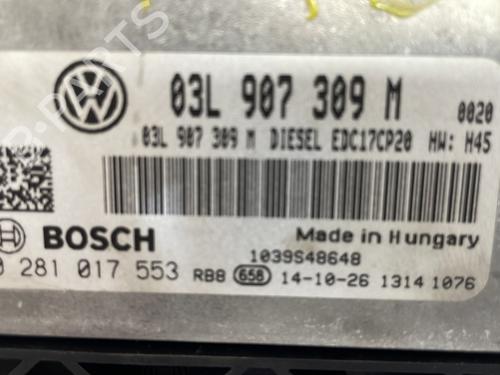 03L 907 309 M 0020
03L 907 309 M DIESEL EDC17CP20 HW: H45
BOSCH Made in Hungary
1039S48648
0 281 017 553 RB8 658 14-10-26 1314 1076